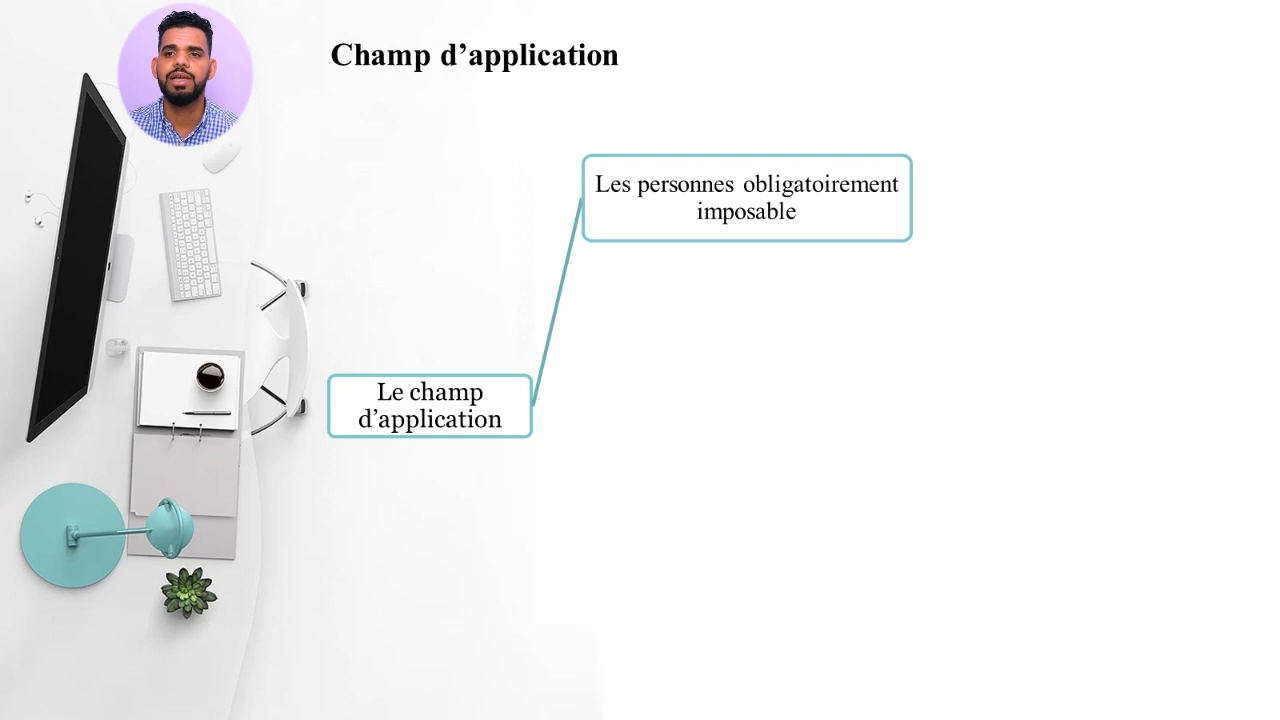 Champ d’application
Les personnes obligatoirement
imposable
Le champ
d’application